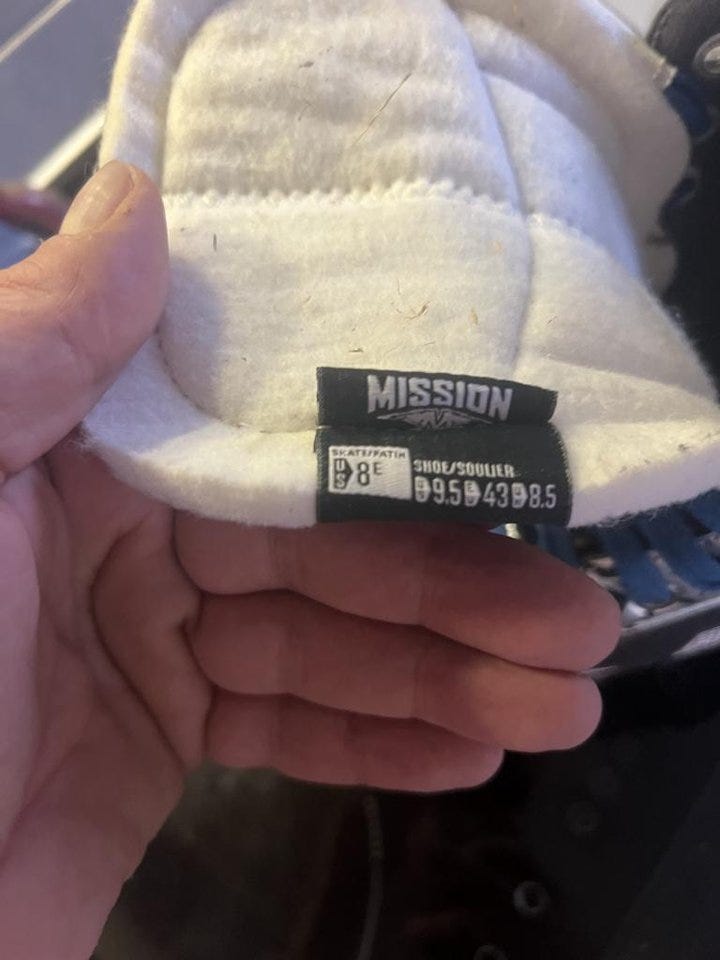 MISSION
SKATE/PATIN
US 8E
SHOE/SOULIER
9.5 43 8.5